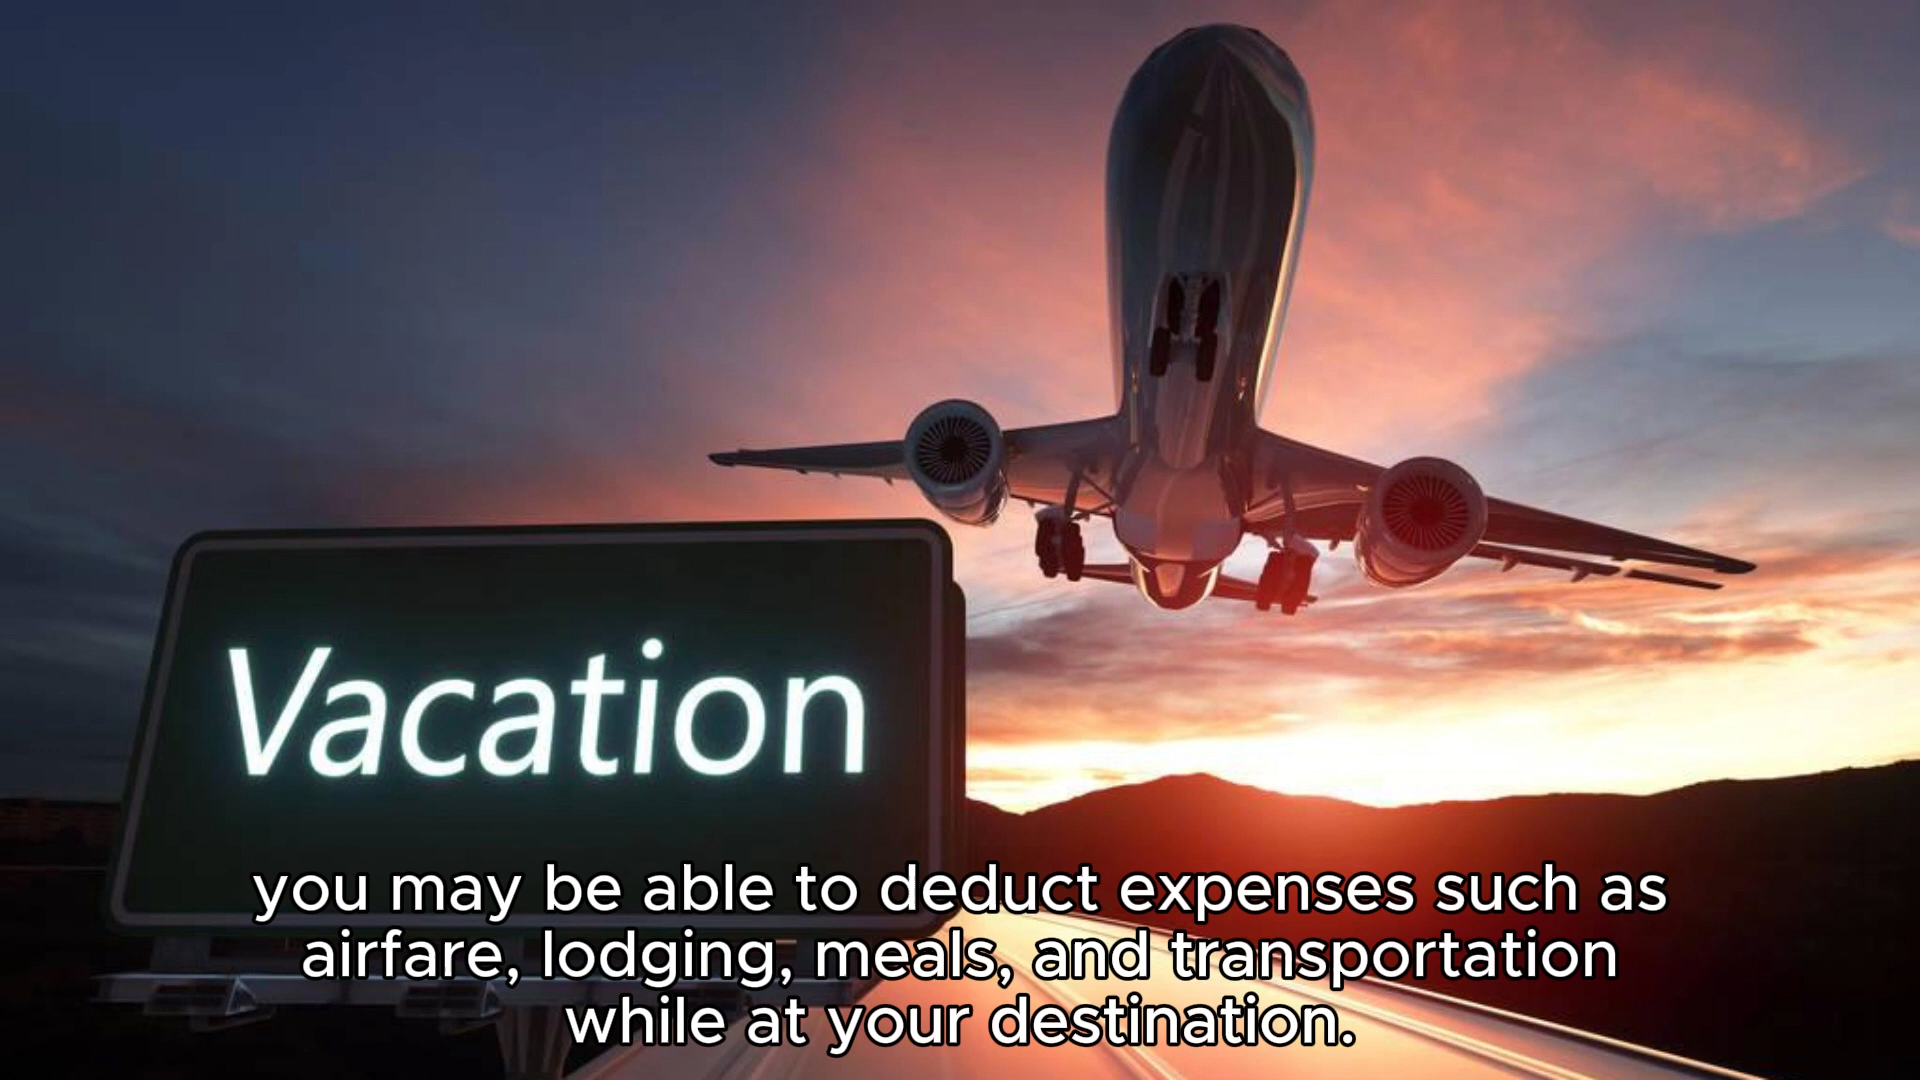 Vacation
you may be able to deduct expenses such as
airfare, lodging, meals, and transportation
while at your destination.